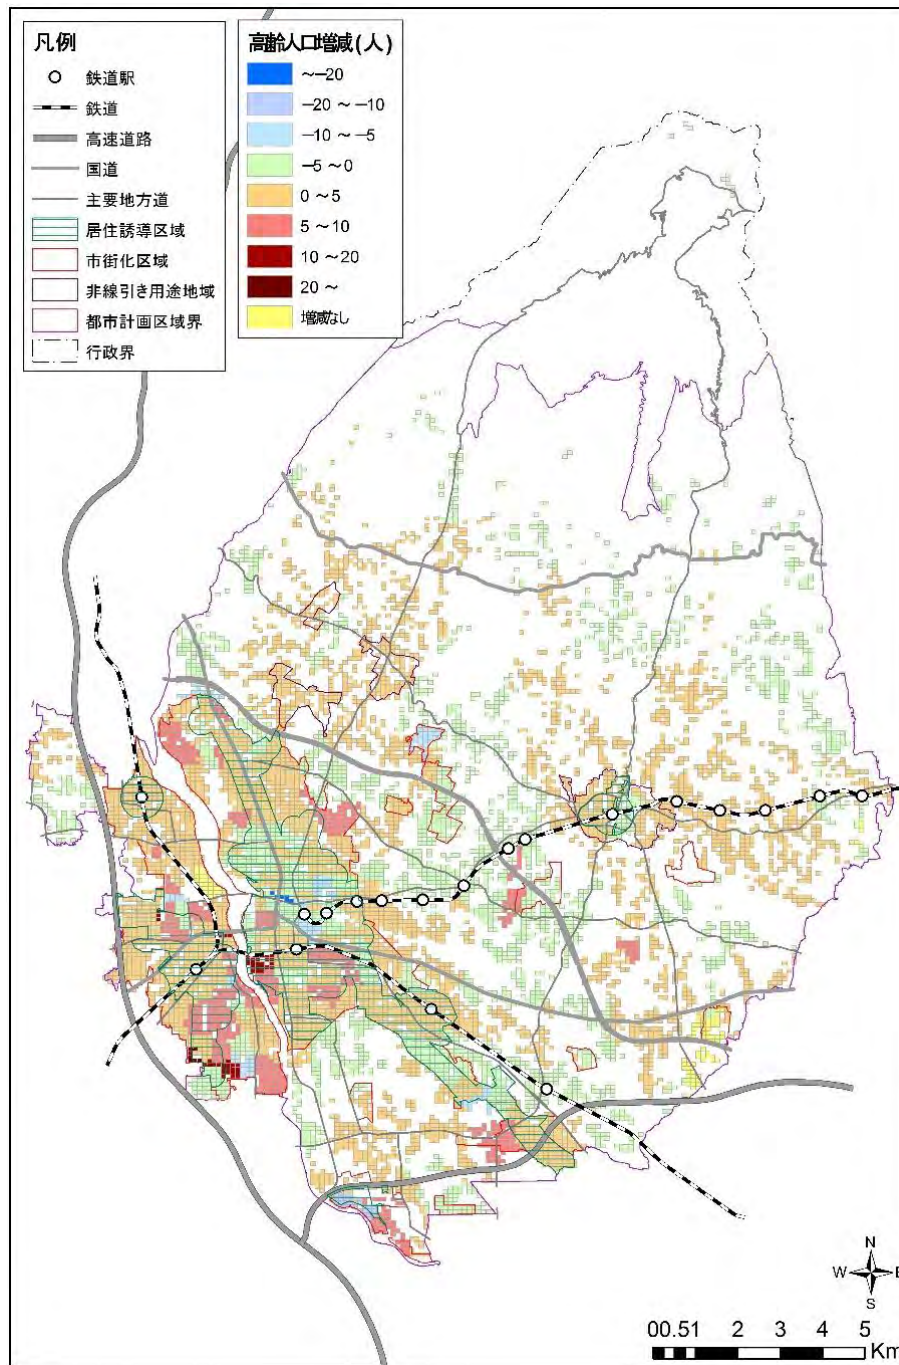 凡例
鉄道駅
鉄道
高速道路
国道
主要地方道
居住誘導区域
市街化区域
非線引き用途地域
都市計画区域界
行政界
高齢人口増減(人)
~-20
-20 ~ -10
-10 ~ -5
-5 ~ 0
0 ~ 5
5 ~ 10
10 ~ 20
20 ~
増減なし
N
W E
S
00.51 2 3 4 5
Km